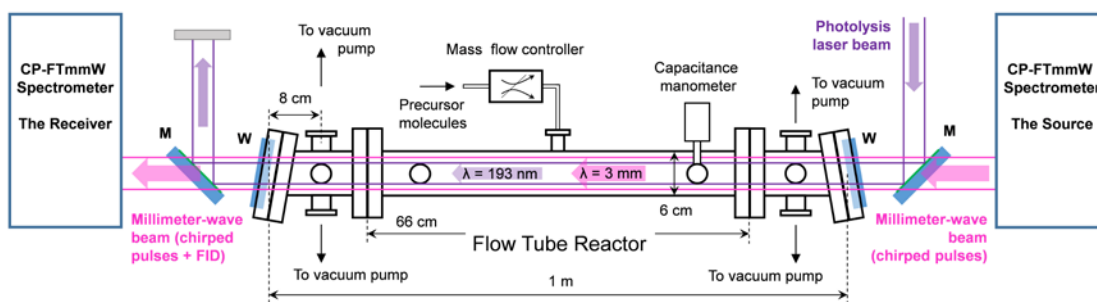 CP-FTmmW
Spectrometer
The Receiver
M
W
8 cm
To vacuum
pump
Mass flow controller
Precursor
molecules
Capacitance
manometer
Photolysis
laser beam
To vacuum
pump
W
M
CP-FTmmW
Spectrometer
The Source
λ = 193 nm
λ = 3 mm
6 cm
Millimeter-wave
beam (chirped
pulses + FID)
66 cm
Flow Tube Reactor
To vacuum pump
To vacuum pump
1 m
Millimeter-wave
beam
(chirped pulses)